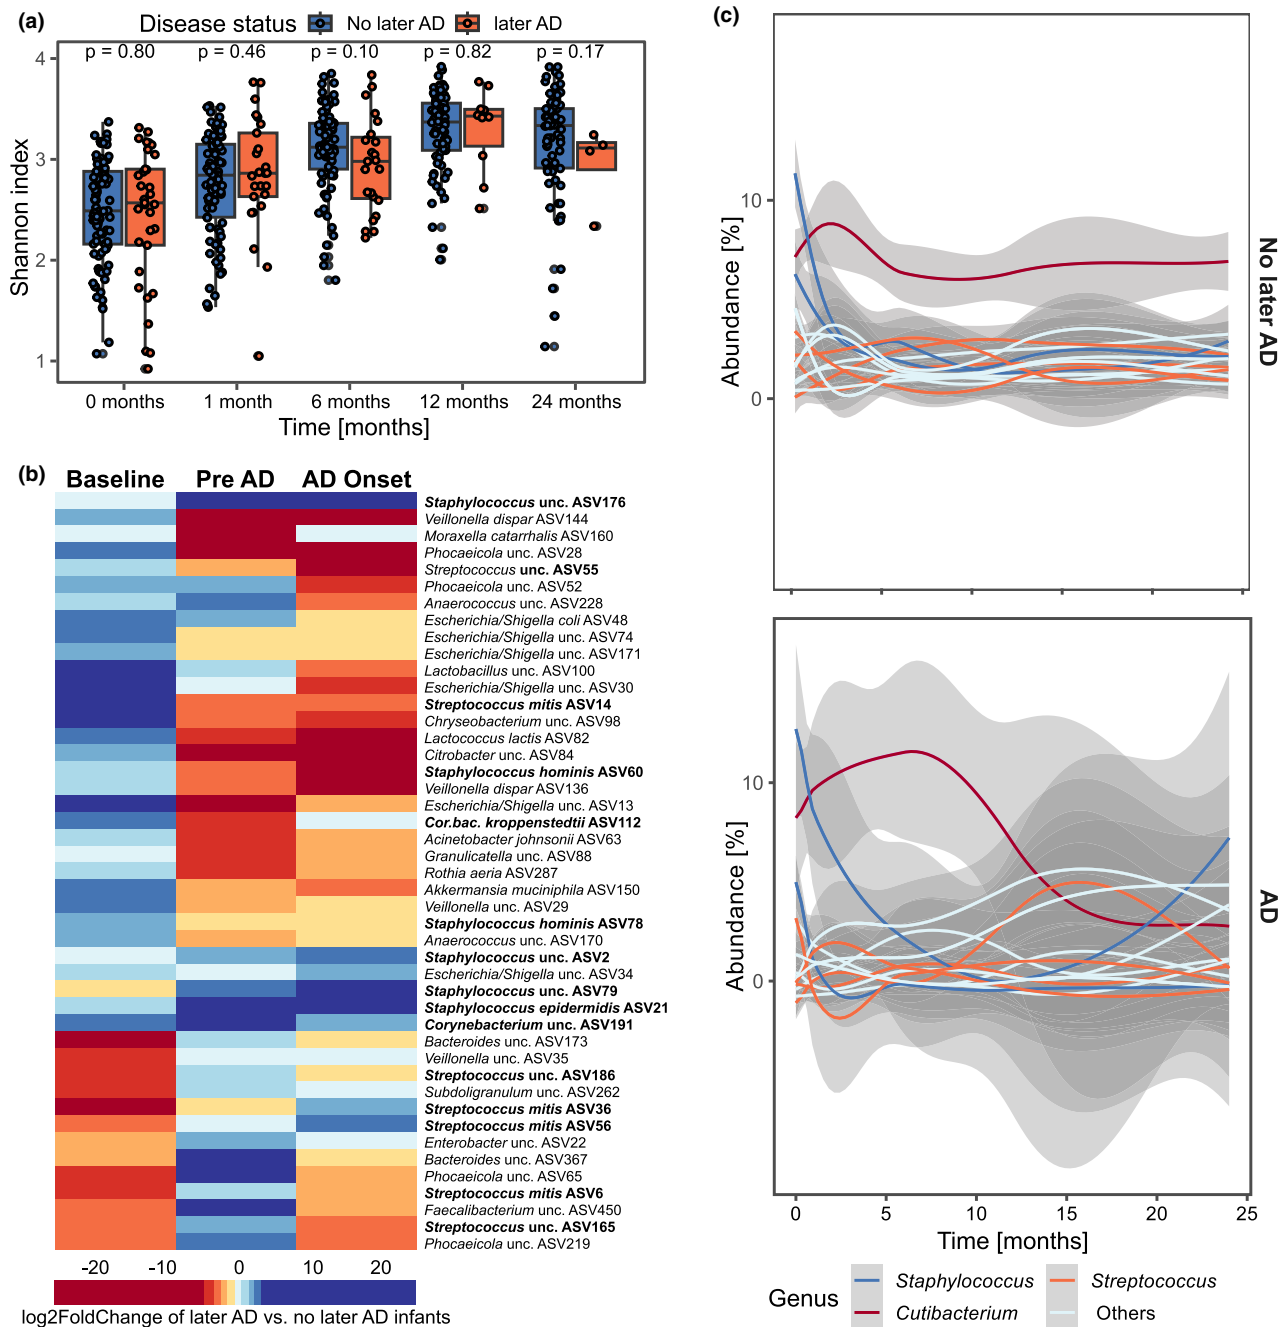 (a)
Disease status No later AD later AD
p = 0.80 p = 0.46 p = 0.10 p = 0.82 p = 0.17
4
3
2
1
Shannon index
0 months 1 month 6 months 12 months 24 months
Time [months]
(b)
Baseline Pre AD AD Onset
Staphylococcus unc. ASV176
Veillonella dispar ASV144
Moraxella catarrhalis ASV160
Phocaeicola unc. ASV28
Streptococcus unc. ASV55
Phocaeicola unc. ASV52
Anaerococcus unc. ASV228
Escherichia/Shigella coli ASV48
Escherichia/Shigella unc. ASV74
Escherichia/Shigella unc. ASV171
Lactobacillus unc. ASV100
Escherichia/Shigella unc. ASV30
Streptococcus mitis ASV14
Chryseobacterium unc. ASV98
Lactococcus lactis ASV82
Citrobacter unc. ASV84
Staphylococcus hominis ASV60
Veillonella dispar ASV136
Escherichia/Shigella unc. ASV13
Cor.bac. kroppenstedtii ASV112
Acinetobacter johnsonii ASV63
Granulicatella unc. ASV88
Rothia aeria ASV287
Akkermansia muciniphila ASV150
Veillonella unc. ASV29
Staphylococcus hominis ASV78
Anaerococcus unc. ASV170
Staphylococcus unc. ASV2
Escherichia/Shigella unc. ASV34
Staphylococcus unc. ASV79
Staphylococcus epidermidis ASV21
Corynebacterium unc. ASV191
Bacteroides unc. ASV173
Veillonella unc. ASV35
Streptococcus unc. ASV186
Subdoligranulum unc. ASV262
Streptococcus mitis ASV36
Streptococcus mitis ASV56
Enterobacter unc. ASV22
Bacteroides unc. ASV367
Phocaeicola unc. ASV65
Streptococcus mitis ASV6
Faecalibacterium unc. ASV450
Streptococcus unc. ASV165
Phocaeicola unc. ASV219
-20 -10 0 10 20
log2FoldChange of later AD vs. no later AD infants
(c)
10
0
Abundance [%]
No later AD
10
0
Abundance [%]
AD
0 5 10 15 20 25
Time [months]
Genus
Staphylococcus Streptococcus
Cutibacterium Others